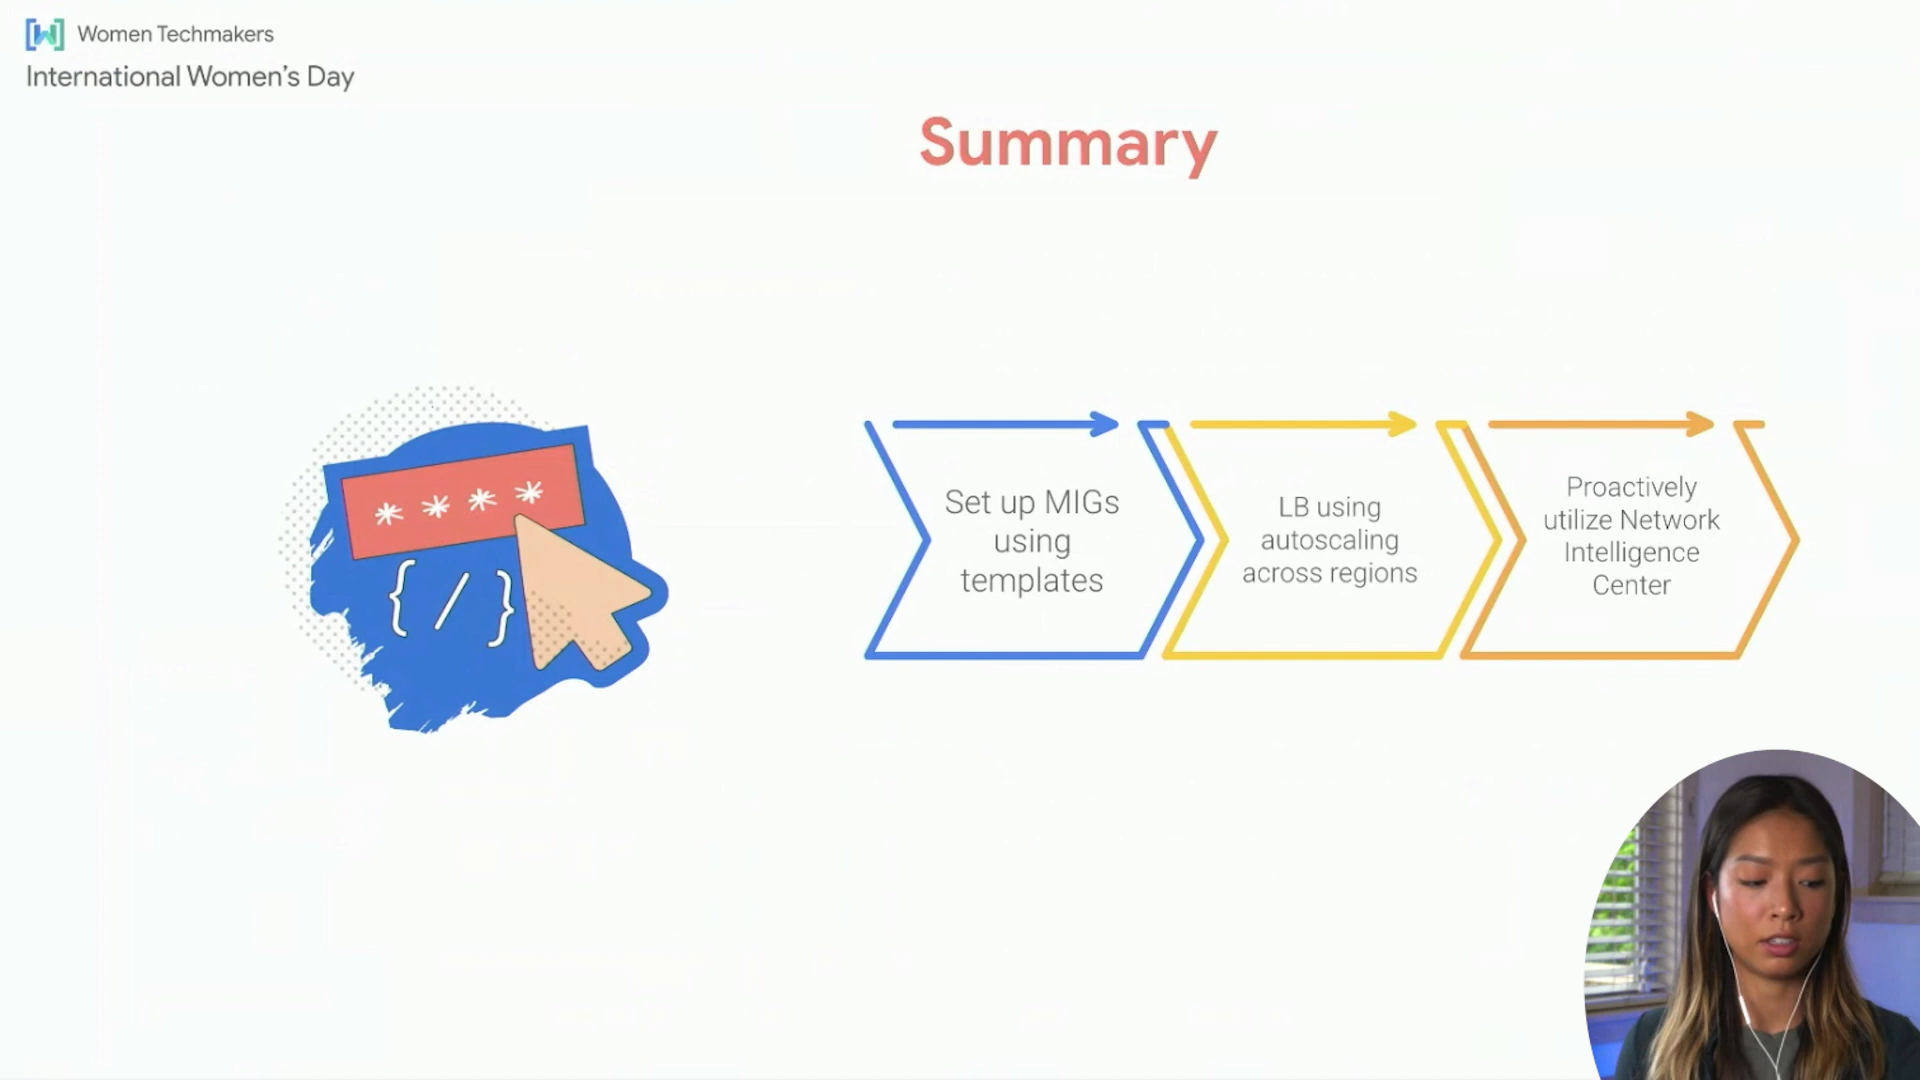 Women Techmakers
International Women's Day
Summary
* * * *
{ / }
Set up MIGs
using
templates
LB using
autoscaling
across regions
Proactively
utilize Network
Intelligence
Center